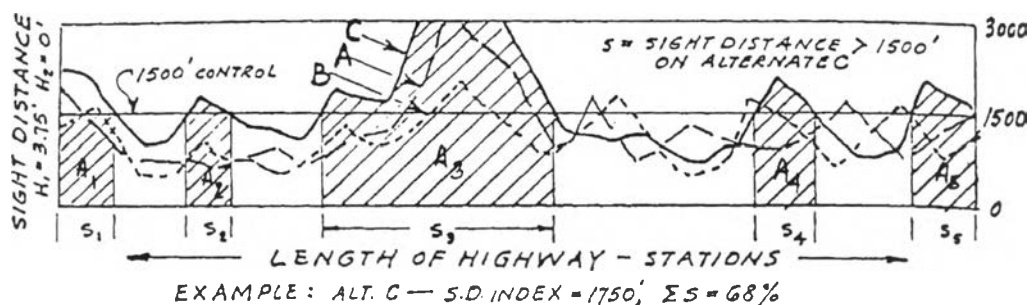 SIGHT DISTANCE
H₁ = 3.75' H₂ = 0'
1500' CONTROL
C
A
B
S = SIGHT DISTANCE > 1500'
ON ALTERNATE C
3000
1500
0
A₁
A₂
A₃
A₄
A₅
S₁
S₂
S₃
S₄
S₅
LENGTH OF HIGHWAY - STATIONS
EXAMPLE: ALT. C — S.D. INDEX = 1750', ΣS = 68%